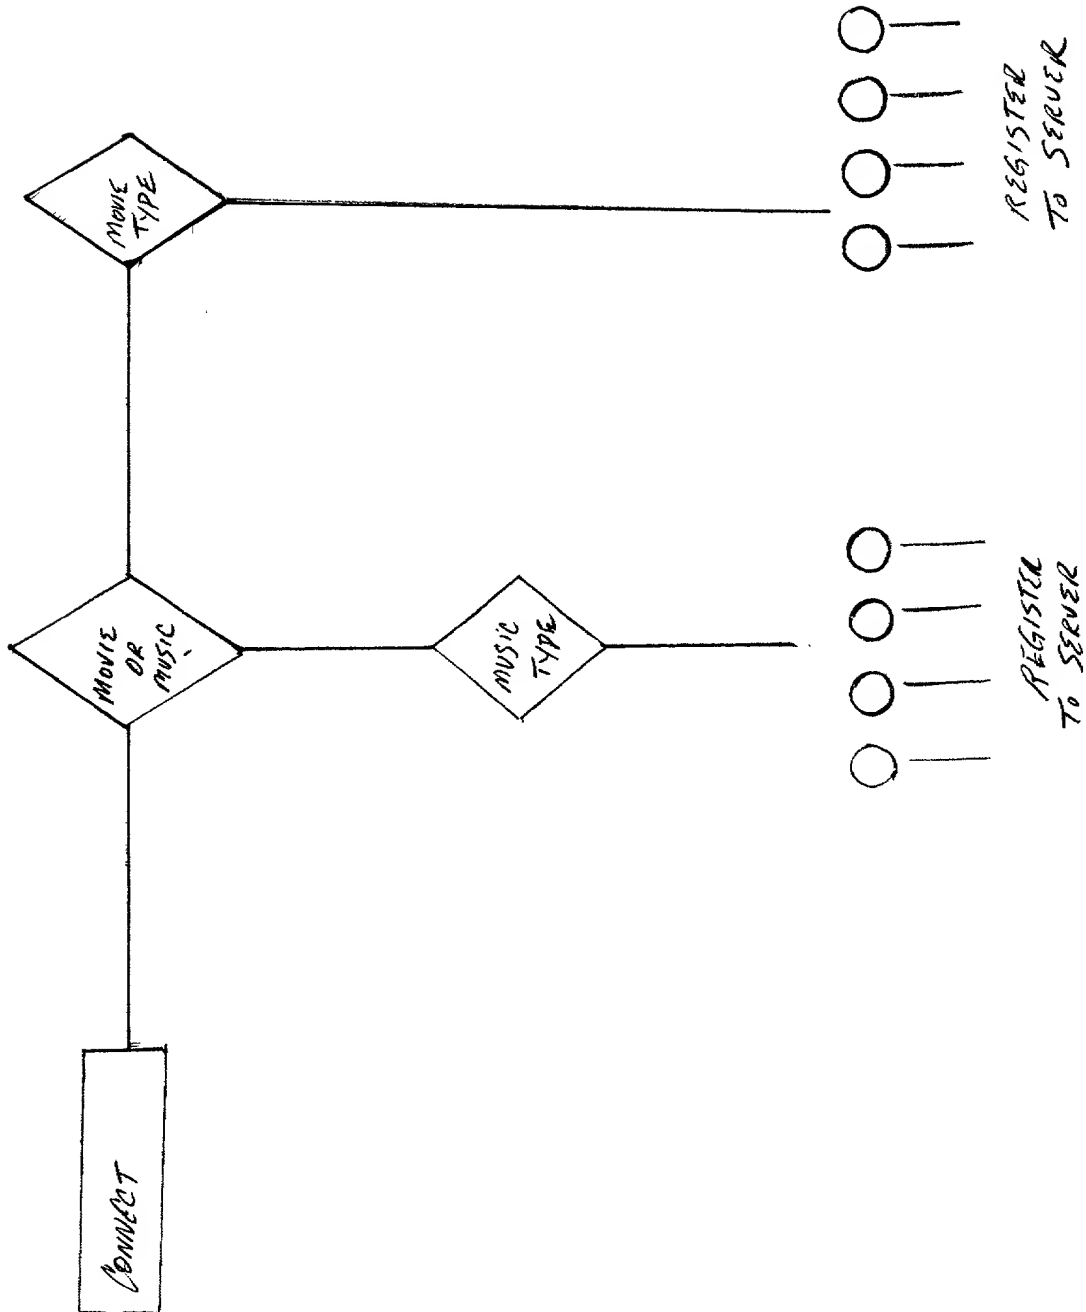 CONNECT
MOVIE
OR
MUSIC
MOVIE
TYPE
MUSIC
TYPE
REGISTER
TO SERVER
REGISTER
TO SERVER